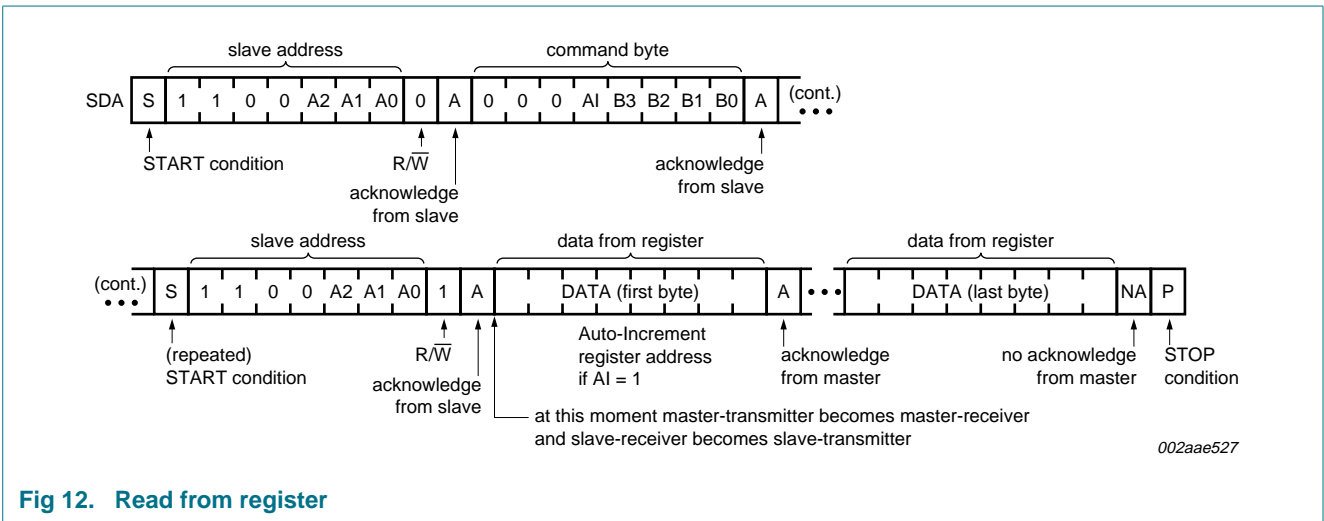 slave address command byte
SDA S 1 1 0 0 A2 A1 A0 0 A 0 0 0 AI B3 B2 B1 B0 A (cont.)
START condition R/W̅ acknowledge
from slave acknowledge
from slave
slave address data from register data from register
(cont.) S 1 1 0 0 A2 A1 A0 1 A DATA (first byte) A DATA (last byte) NA P
(repeated)
START condition
R/W̅
acknowledge
from slave
Auto-Increment
register address
if AI = 1
acknowledge
from master
no acknowledge
from master
STOP
condition
at this moment master-transmitter becomes master-receiver
and slave-receiver becomes slave-transmitter
002aae527
Fig 12. Read from register